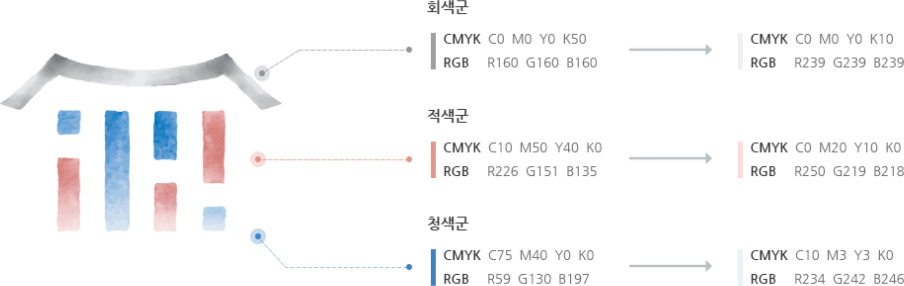 회색군
CMYK C0 M0 Y0 K50
RGB R160 G160 B160
CMYK C0 M0 Y0 K10
RGB R239 G239 B239
적색군
CMYK C10 M50 Y40 K0
RGB R226 G151 B135
CMYK C0 M20 Y10 K0
RGB R250 G219 B218
청색군
CMYK C75 M40 Y0 K0
RGB R59 G130 B197
CMYK C10 M3 Y3 K0
RGB R234 G242 B246